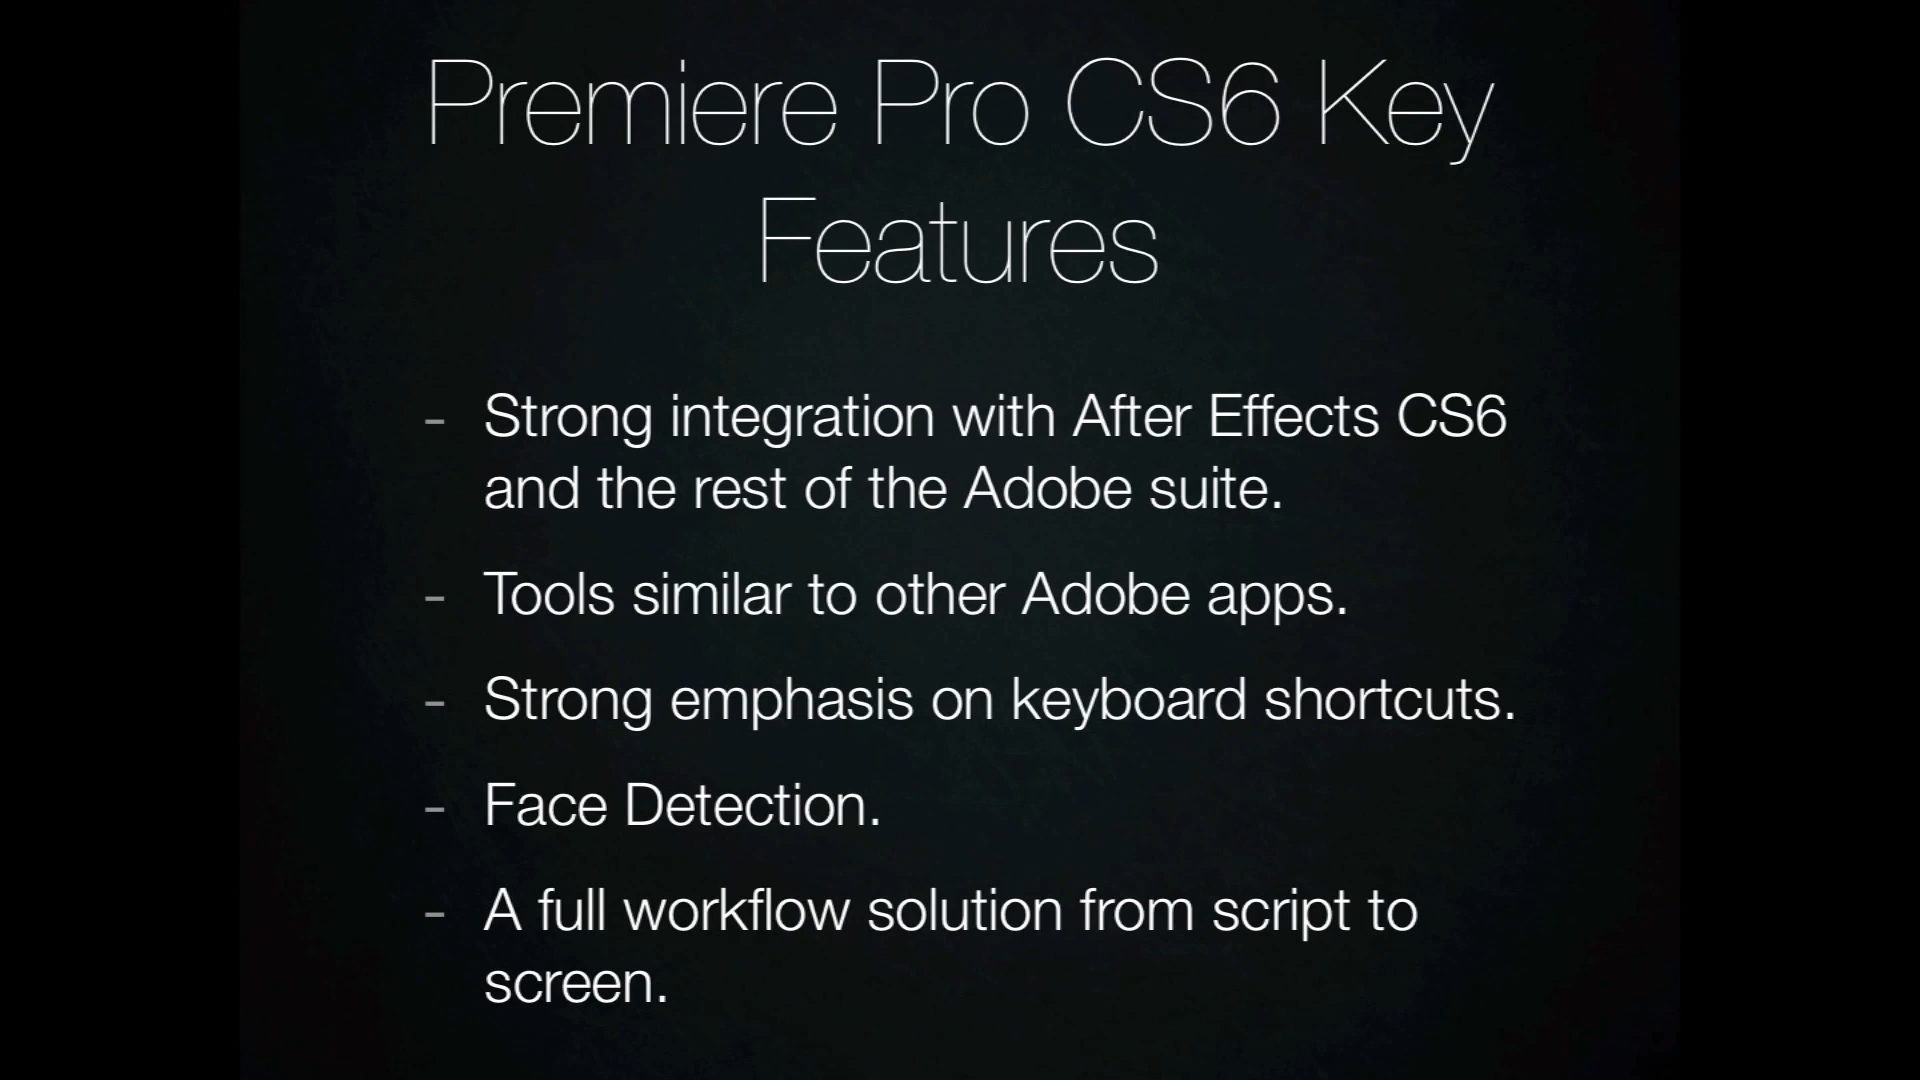 Premiere Pro CS6 Key
Features
- Strong integration with After Effects CS6
and the rest of the Adobe suite.
- Tools similar to other Adobe apps.
- Strong emphasis on keyboard shortcuts.
- Face Detection.
- A full workflow solution from script to
screen.